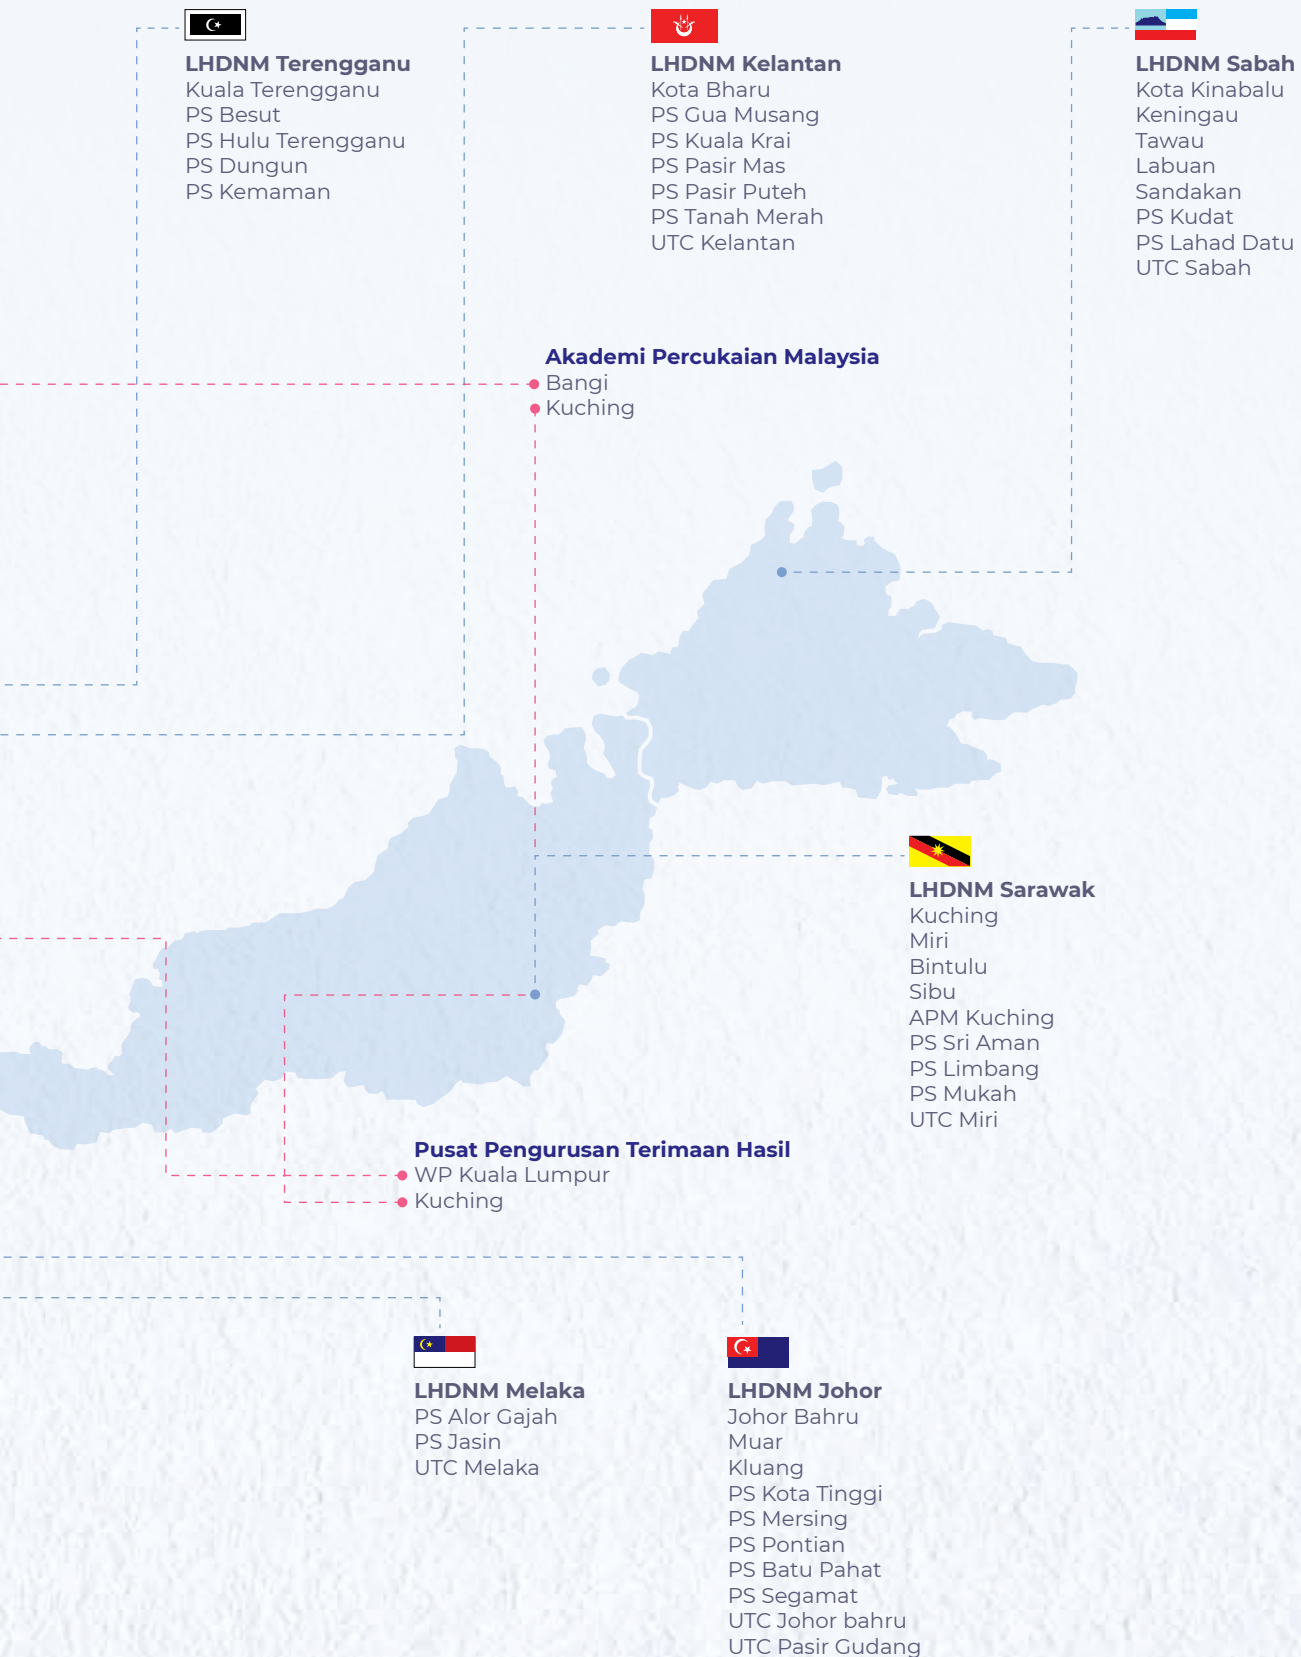 LHDNM Terengganu
Kuala Terengganu
PS Besut
PS Hulu Terengganu
PS Dungun
PS Kemaman
LHDNM Kelantan
Kota Bharu
PS Gua Musang
PS Kuala Krai
PS Pasir Mas
PS Pasir Puteh
PS Tanah Merah
UTC Kelantan
LHDNM Sabah
Kota Kinabalu
Keningau
Tawau
Labuan
Sandakan
PS Kudat
PS Lahad Datu
UTC Sabah
Akademi Percukaian Malaysia
Bangi
Kuching
LHDNM Sarawak
Kuching
Miri
Bintulu
Sibu
APM Kuching
PS Sri Aman
PS Limbang
PS Mukah
UTC Miri
Pusat Pengurusan Terimaan Hasil
WP Kuala Lumpur
Kuching
LHDNM Melaka
PS Alor Gajah
PS Jasin
UTC Melaka
LHDNM Johor
Johor Bahru
Muar
Kluang
PS Kota Tinggi
PS Mersing
PS Pontian
PS Batu Pahat
PS Segamat
UTC Johor bahru
UTC Pasir Gudang